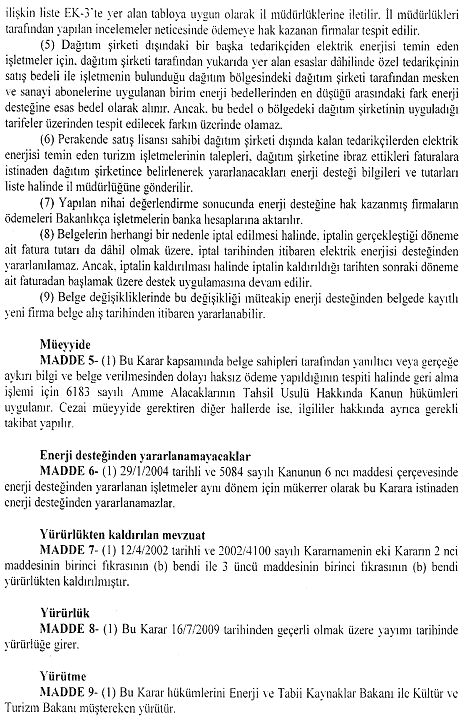 ilişkin liste EK-3'te yer alan tabloya uygun olarak il müdürlüklerine iletilir. İl müdürlükleri
tarafından yapılan incelemeler neticesinde ödemeye hak kazanan firmalar tespit edilir.
(5) Dağıtım şirketi dışındaki bir başka tedarikçiden elektrik enerjisi temin eden
işletmeler için, dağıtım şirketi tarafından yukarıda yer alan esaslar dâhilinde özel tedarikçinin
satış bedeli ile işletmenin bulunduğu dağıtım bölgesindeki dağıtım şirketi tarafından mesken
ve sanayi abonelerine uygulanan birim enerji bedellerinden en düşüğü arasındaki fark enerji
desteğine esas bedel olarak alınır. Ancak, bu bedel o bölgedeki dağıtım şirketinin uyguladığı
tarifeler üzerinden tespit edilecek farkın üzerinde olamaz.
(6) Perakende satış lisansı sahibi dağıtım şirketi dışında kalan tedarikçilerden elektrik
enerjisi temin eden turizm işletmelerinin talepleri, dağıtım şirketine ibraz ettikleri faturalara
istinaden dağıtım şirketince belirlenerek yararlanacakları enerji desteği bilgileri ve tutarları
liste halinde il müdürlüğüne gönderilir.
(7) Yapılan nihai değerlendirme sonucunda enerji desteğine hak kazanmış firmaların
ödemeleri Bakanlıkça işletmelerin banka hesaplarına aktarılır.
(8) Belgelerin herhangi bir nedenle iptal edilmesi halinde, iptalin gerçekleştiği döneme
ait fatura tutarı da dâhil olmak üzere, iptal tarihinden itibaren elektrik enerjisi desteğinden
yararlanılamaz. Ancak, iptalin kaldırılması halinde iptalin kaldırıldığı tarihten sonraki döneme
ait faturadan başlamak üzere destek uygulamasına devam edilir.
(9) Belge değişikliklerinde bu değişikliği müteakip enerji desteğinden belgede kayıtlı
yeni firma belge alış tarihinden itibaren yararlanabilir.
Müeyyide
MADDE 5- (1) Bu Karar kapsamında belge sahipleri tarafından yanıltıcı veya gerçeğe
aykırı bilgi ve belge verilmesinden dolayı haksız ödeme yapıldığının tespiti halinde geri alma
işlemi için 6183 sayılı Amme Alacaklarının Tahsil Usulü Hakkında Kanun hükümleri
uygulanır. Cezai müeyyide gerektiren diğer hallerde ise, ilgililer hakkında ayrıca gerekli
takibat yapılır.
Enerji desteğinden yararlanamayacaklar
MADDE 6- (1) 29/1/2004 tarihli ve 5084 sayılı Kanunun 6 ncı maddesi çerçevesinde
enerji desteğinden yararlanan işletmeler aynı dönem için mükerrer olarak bu Karara istinaden
enerji desteğinden yararlanamazlar.
Yürürlükten kaldırılan mevzuat
MADDE 7- (1) 12/4/2002 tarihli ve 2002/4100 sayılı Kararnamenin eki Kararın 2 nci
maddesinin birinci fıkrasının (b) bendi ile 3 üncü maddesinin birinci fıkrasının (b) bendi
yürürlükten kaldırılmıştır.
Yürürlük
MADDE 8- (1) Bu Karar 16/7/2009 tarihinden geçerli olmak üzere yayımı tarihinde
yürürlüğe girer.
Yürütme
MADDE 9- (1) Bu Karar hükümlerini Enerji ve Tabii Kaynaklar Bakanı ile Kültür ve
Turizm Bakanı müştereken yürütür.